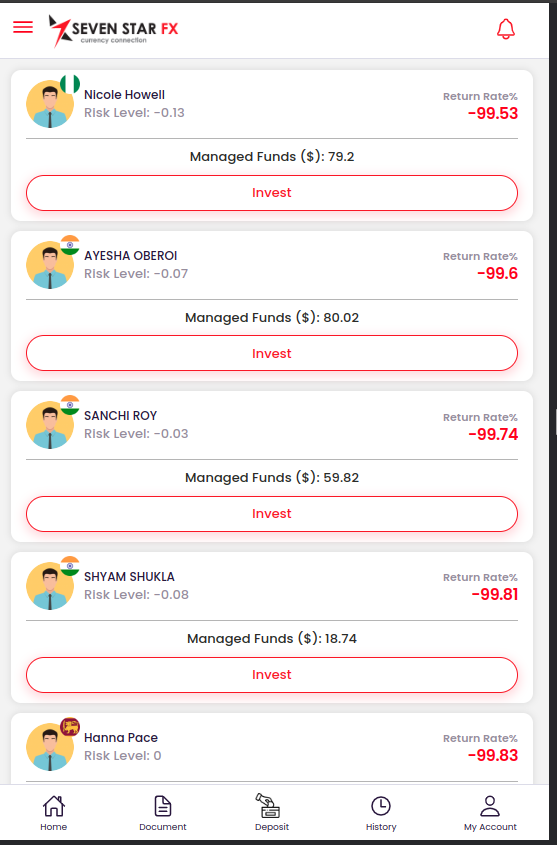 SEVEN STAR FX
currency connection
Nicole Howell
Risk Level: -0.13
Return Rate%
-99.53
Managed Funds ($): 79.2
Invest
AYESHA OBEROI
Risk Level: -0.07
Return Rate%
-99.6
Managed Funds ($): 80.02
Invest
SANCHI ROY
Risk Level: -0.03
Return Rate%
-99.74
Managed Funds ($): 59.82
Invest
SHYAM SHUKLA
Risk Level: -0.08
Return Rate%
-99.81
Managed Funds ($): 18.74
Invest
Hanna Pace
Risk Level: 0
Return Rate%
-99.83
Home
Document
Deposit
History
My Account